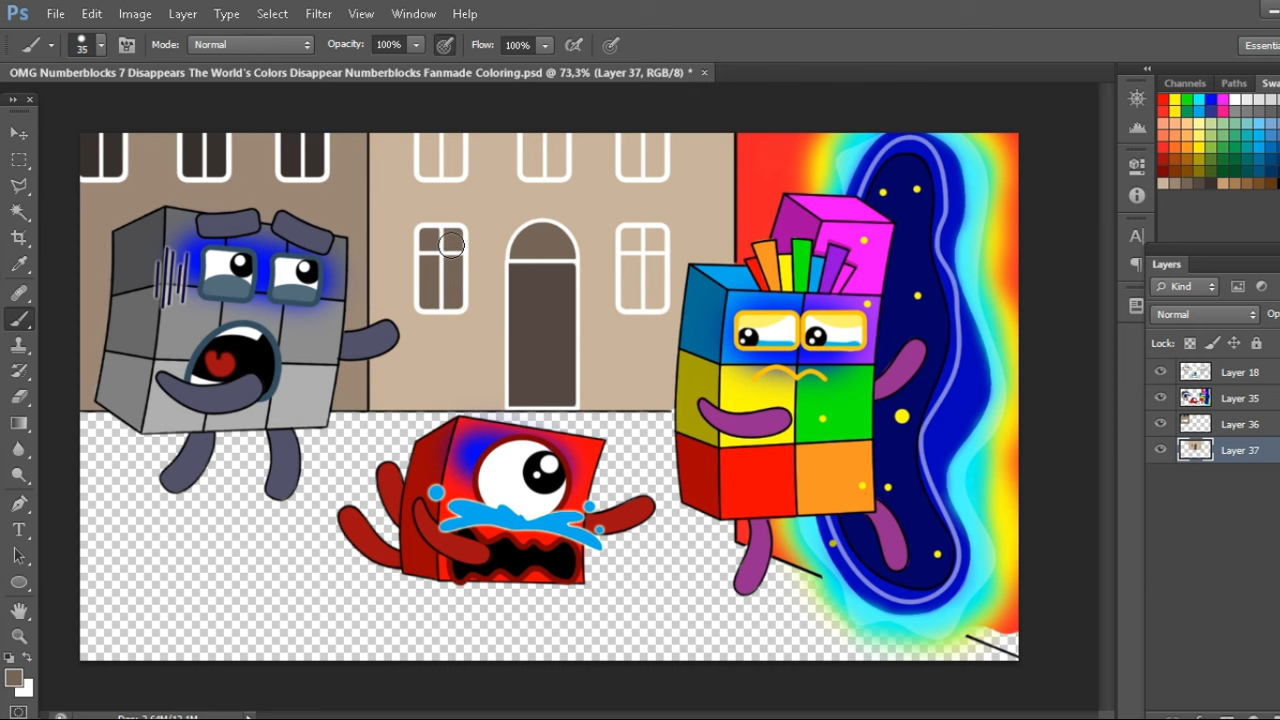 Ps File Edit Image Layer Type Select Filter View Window Help
35 Mode: Normal Opacity: 100% Flow: 100% Essenti
OMG Numberblocks 7 Disappears The World's Colors Disappear Numberblocks Fanmade Coloring.psd @ 73,3% (Layer 37, RGB/8) * ×
Channels Paths Swa
Layers
Kind
Normal Op
Lock:
Layer 18
Layer 35
Layer 36
Layer 37